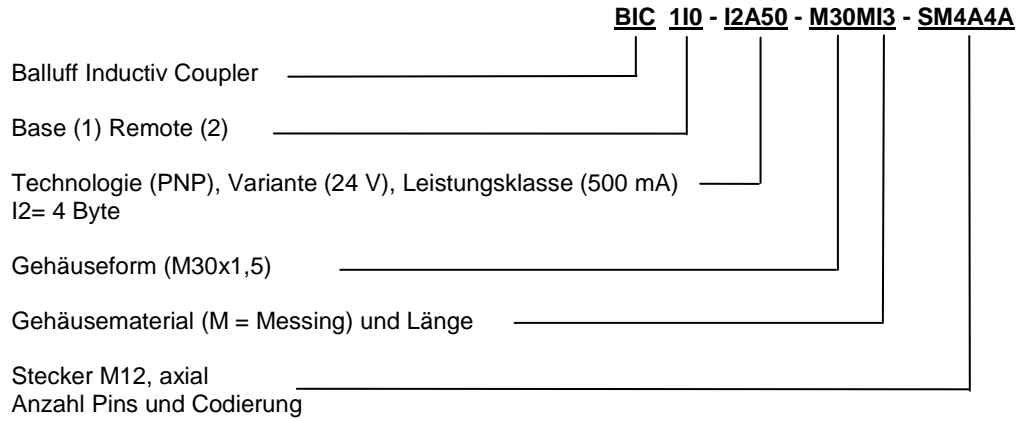 BIC 1I0 - I2A50 - M30MI3 - SM4A4A
Balluff Inductiv Coupler
Base (1) Remote (2)
Technologie (PNP), Variante (24 V), Leistungsklasse (500 mA)
I2= 4 Byte
Gehäuseform (M30x1,5)
Gehäusematerial (M = Messing) und Länge
Stecker M12, axial
Anzahl Pins und Codierung